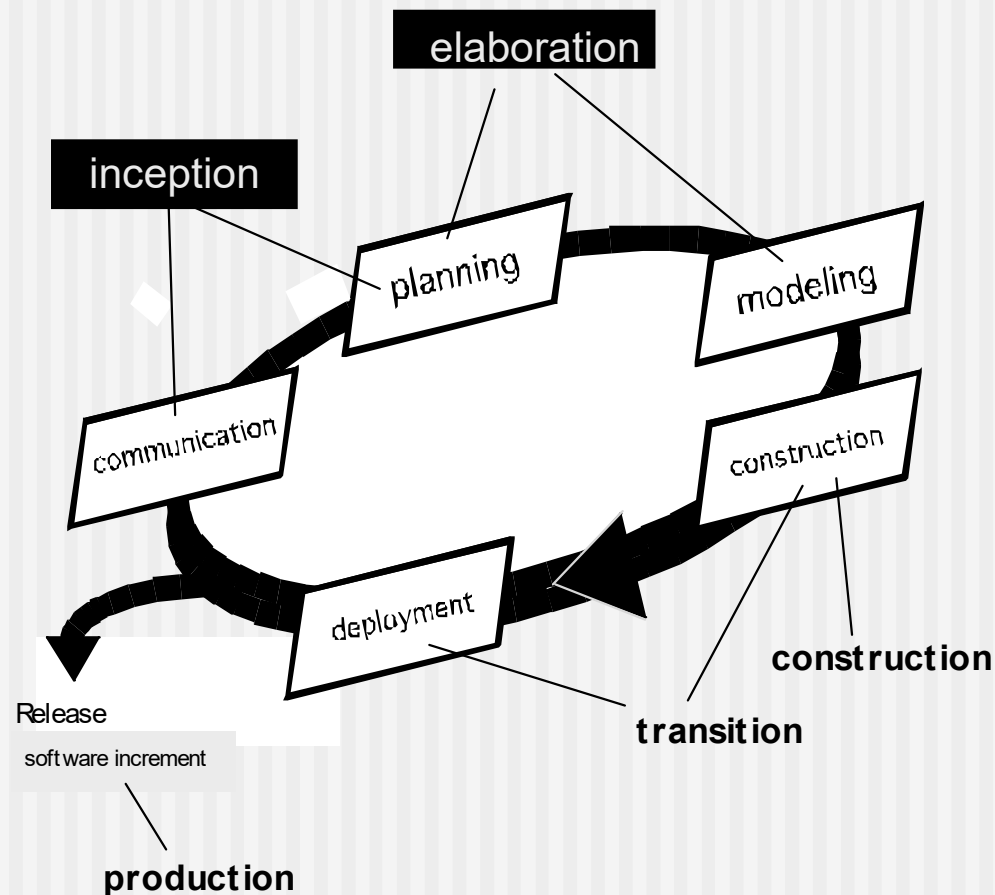 elaboration
inception
planning
modeling
communication
construction
deployment
construction
Release
transition
software increment
production